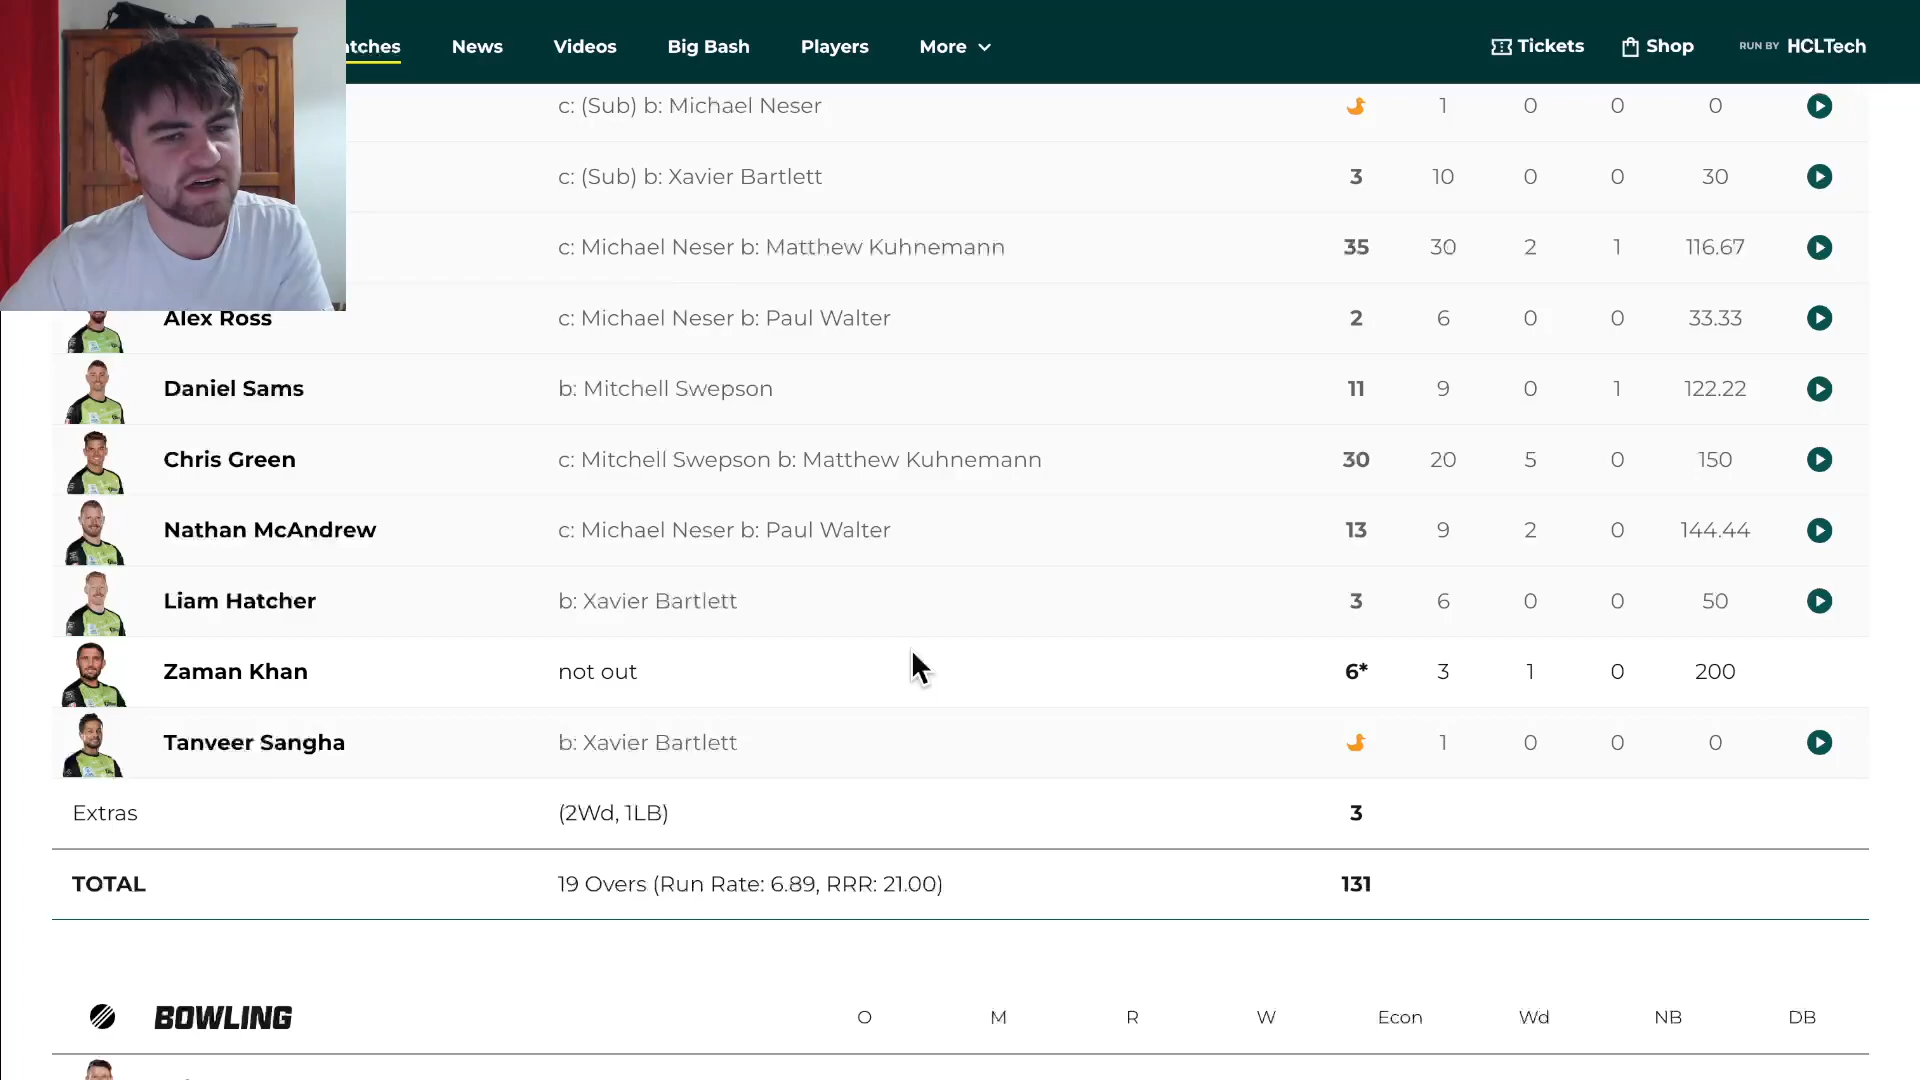 atches News Videos Big Bash Players More Tickets Shop RUN BY HCLTech
c: (Sub) b: Michael Neser 1 0 0 0
c: (Sub) b: Xavier Bartlett 3 10 0 0 30
c: Michael Neser b: Matthew Kuhnemann 35 30 2 1 116.67
Alex Ross c: Michael Neser b: Paul Walter 2 6 0 0 33.33
Daniel Sams b: Mitchell Swepson 11 9 0 1 122.22
Chris Green c: Mitchell Swepson b: Matthew Kuhnemann 30 20 5 0 150
Nathan McAndrew c: Michael Neser b: Paul Walter 13 9 2 0 144.44
Liam Hatcher b: Xavier Bartlett 3 6 0 0 50
Zaman Khan not out 6* 3 1 0 200
Tanveer Sangha b: Xavier Bartlett 1 0 0 0
Extras (2Wd, 1LB) 3
TOTAL 19 Overs (Run Rate: 6.89, RRR: 21.00) 131
BOWLING O M R W Econ Wd NB DB